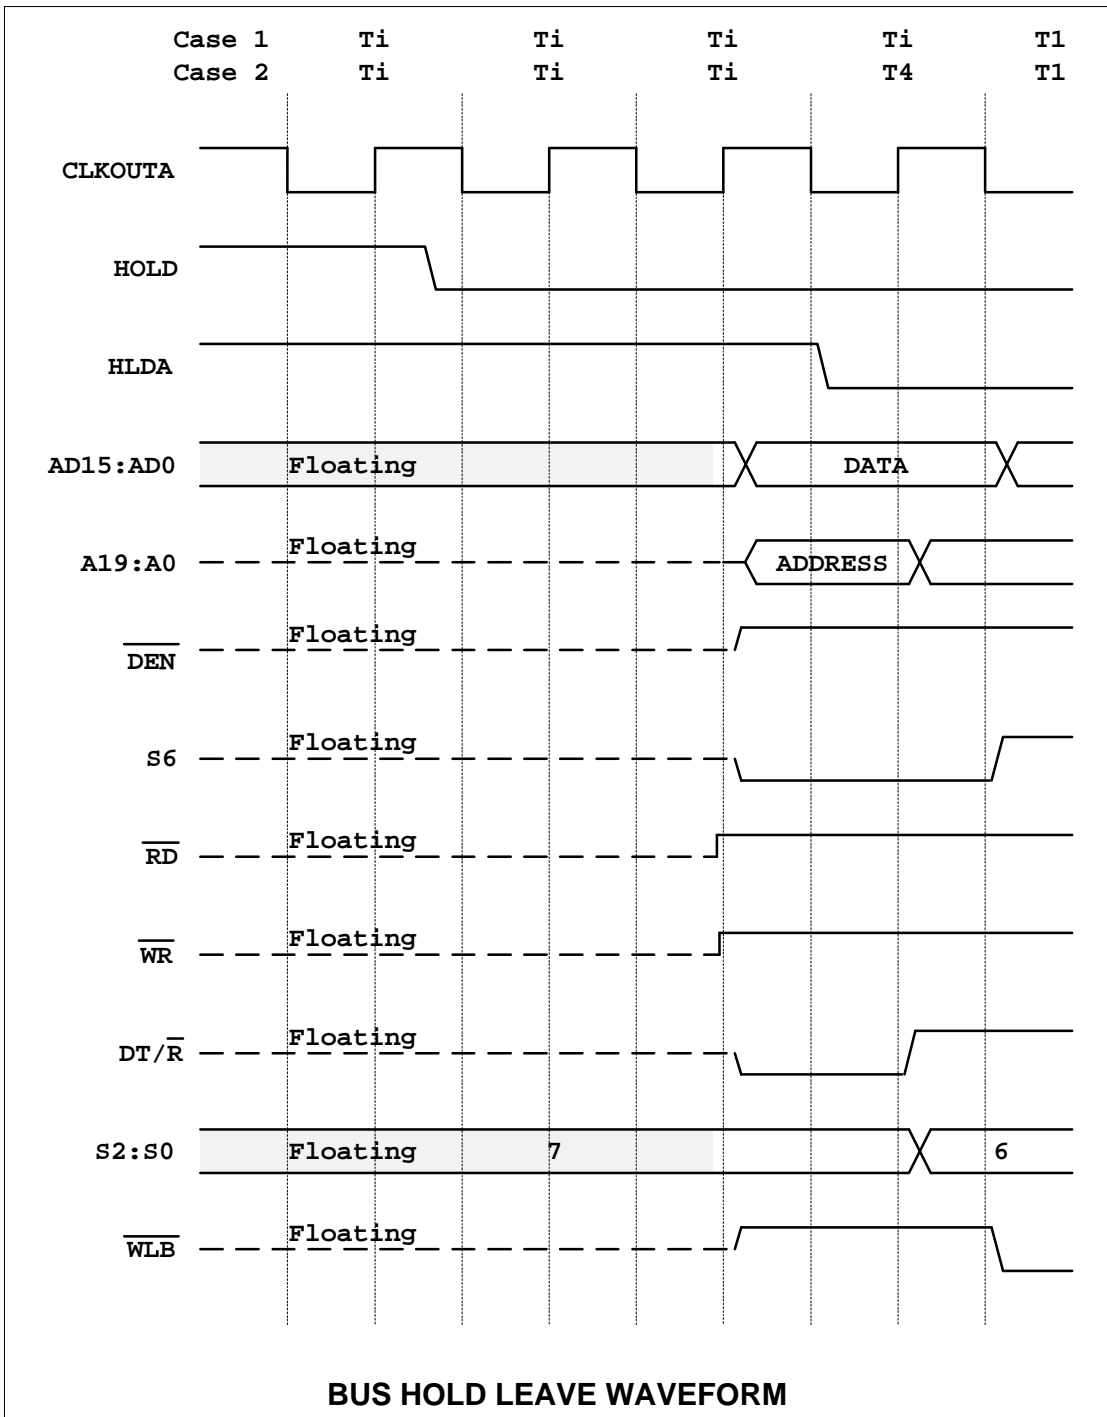 Case 1 Ti Ti Ti Ti T1
Case 2 Ti Ti Ti T4 T1
CLKOUTA
HOLD
HLDA
AD15:AD0 Floating DATA
A19:A0 Floating ADDRESS
DEN Floating
S6 Floating
RD Floating
WR Floating
DT/R Floating
S2:S0 Floating 7 6
WLB Floating
BUS HOLD LEAVE WAVEFORM